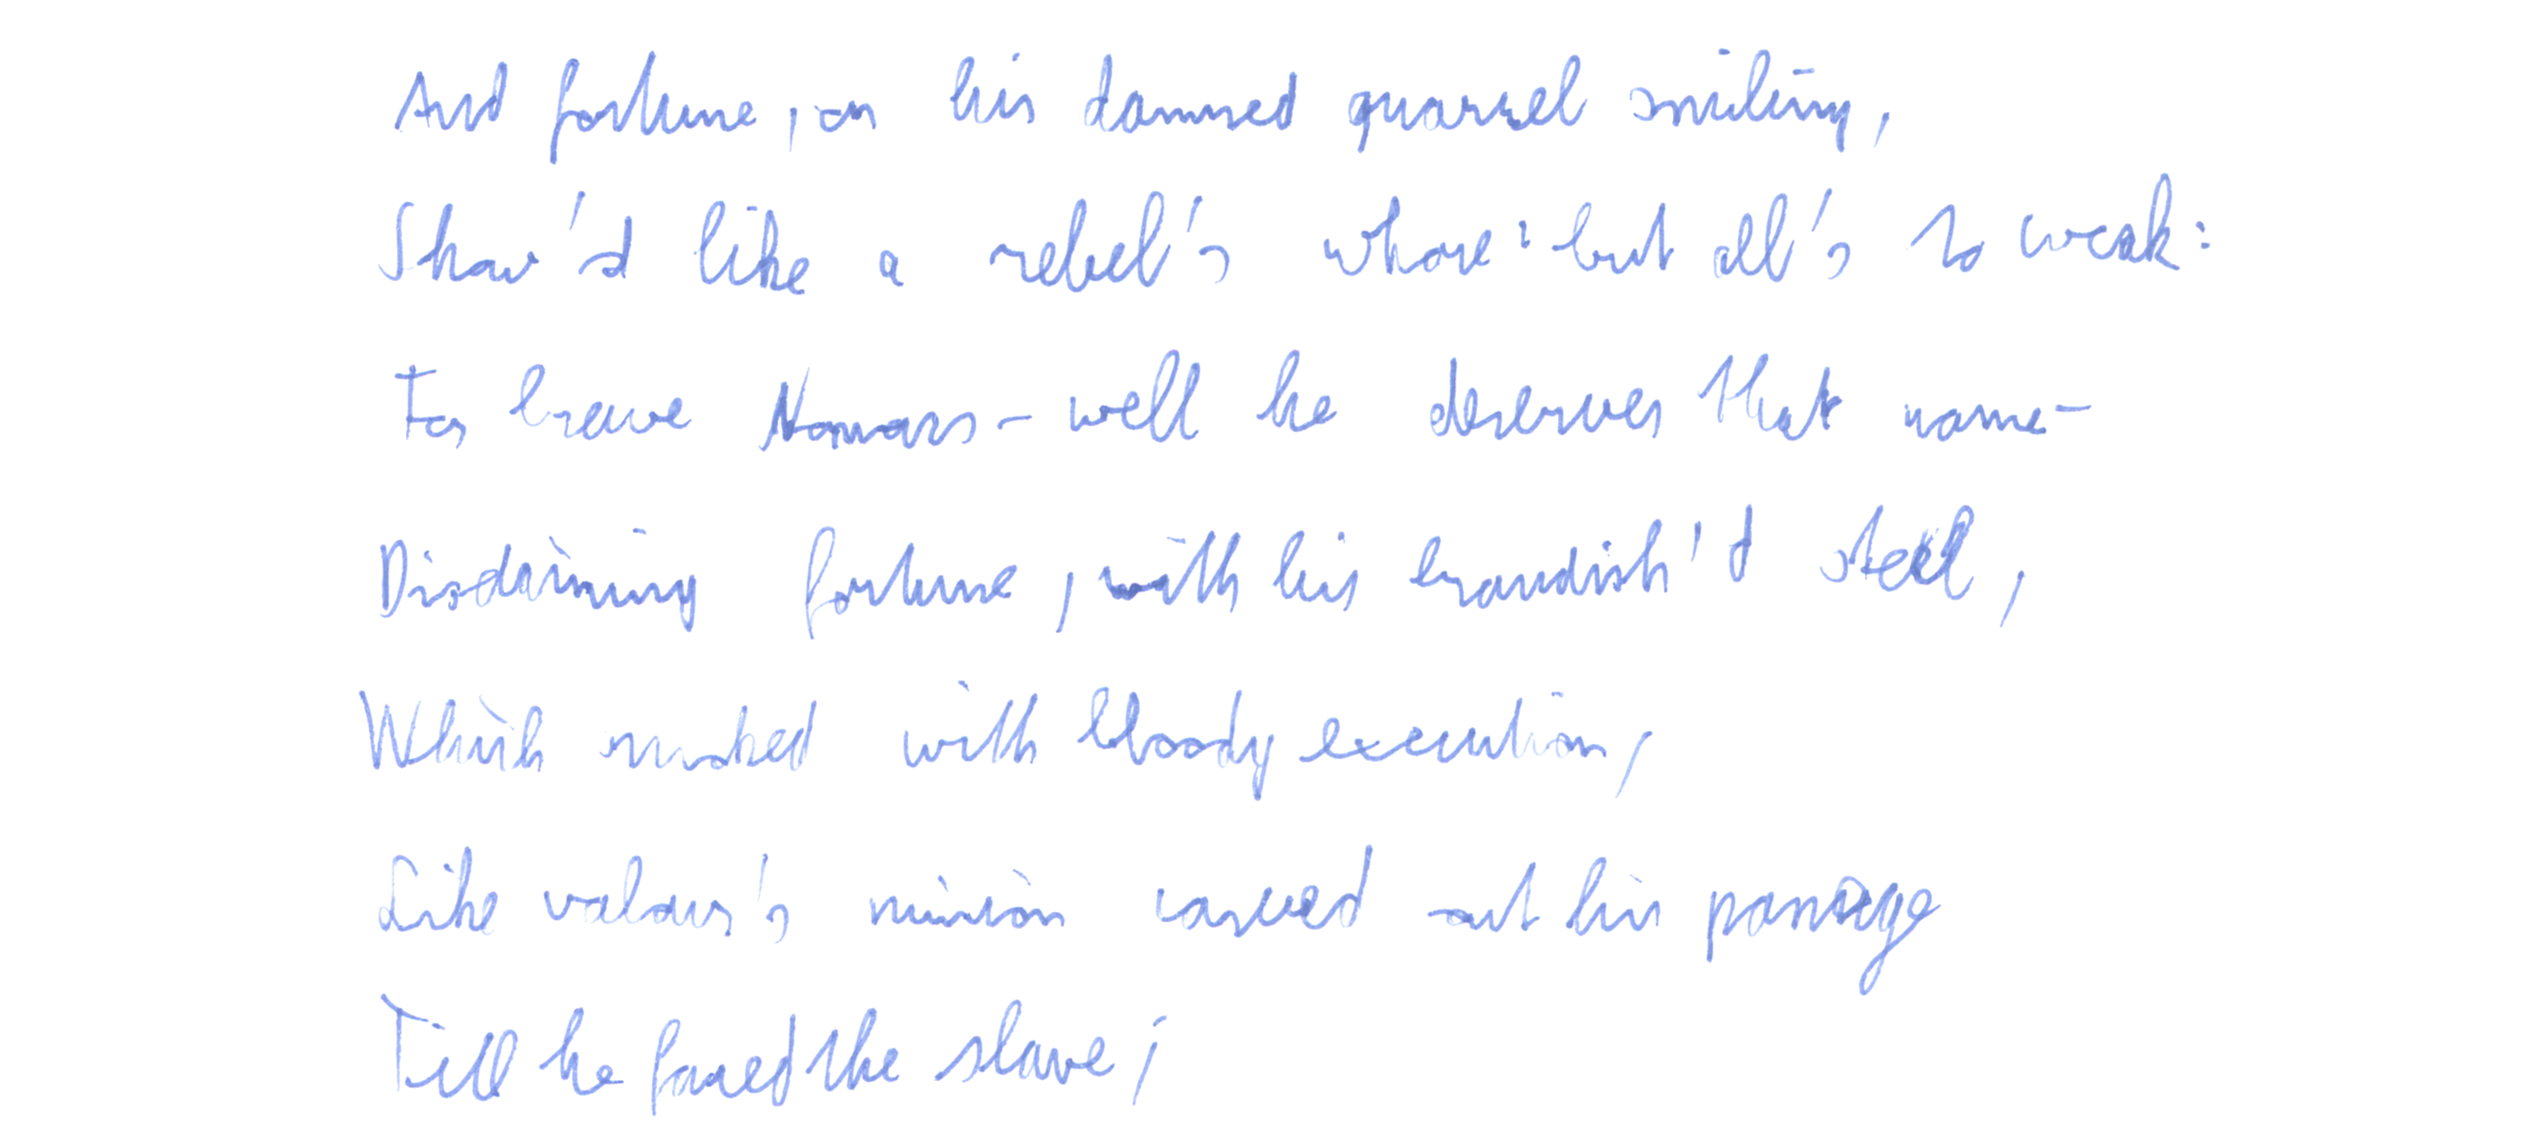 And fortune, on his damned quarrel smiling,
Show'd like a rebel's whore: but all's to weak:
For brave - well he deserves that name-
Disdaining fortune, with his brandish'd steel,
Which smoked with bloody execution,
Like valour's minion carved out his passage
Till he faced the slave;